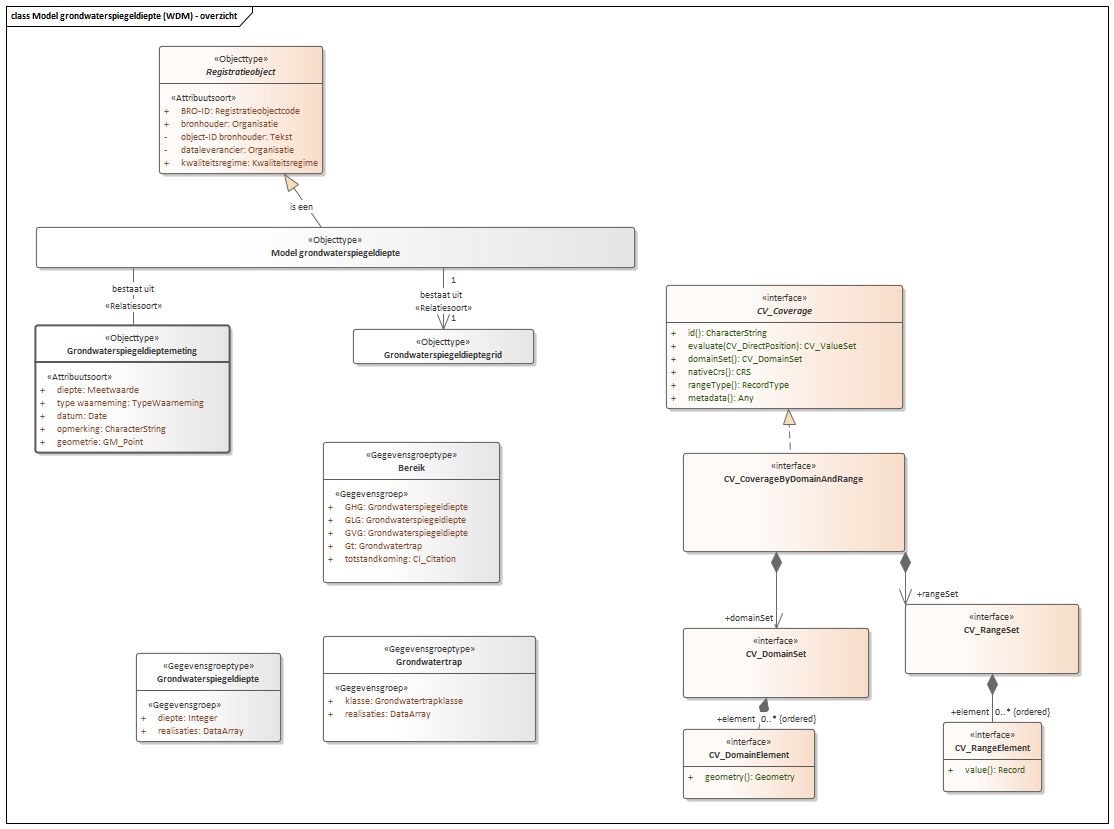 class Model grondwaterspiegeldiepte (WDM) - overzicht
«Objecttype»
Registratieobject
«Attribuutsoort»
+ BRO-ID: Registratieobjectcode
+ bronhouder: Organisatie
- object-ID bronhouder: Tekst
- dataleverancier: Organisatie
+ kwaliteitsregime: Kwaliteitsregime
is een
«Objecttype»
Model grondwaterspiegeldiepte
bestaat uit
«Relatiesoort»
1
bestaat uit
«Relatiesoort»
1
«Objecttype»
Grondwaterspiegeldieptemeting
«Attribuutsoort»
+ diepte: Meetwaarde
+ type waarneming: TypeWaarneming
+ datum: Date
+ opmerking: CharacterString
+ geometrie: GM_Point
«Objecttype»
Grondwaterspiegeldieptegrid
«interface»
CV_Coverage
+ id(): CharacterString
+ evaluate(CV_DirectPosition): CV_ValueSet
+ domainSet(): CV_DomainSet
+ nativeCrs(): CRS
+ rangeType(): RecordType
+ metadata(): Any
«Gegevensgroeptype»
Bereik
«Gegevensgroep»
+ GHG: Grondwaterspiegeldiepte
+ GLG: Grondwaterspiegeldiepte
+ GVG: Grondwaterspiegeldiepte
+ Gt: Grondwatertrap
+ totstandkoming: CI_Citation
«interface»
CV_CoverageByDomainAndRange
+rangeSet
+domainSet
«interface»
CV_RangeSet
«interface»
CV_DomainSet
«Gegevensgroeptype»
Grondwaterspiegeldiepte
«Gegevensgroep»
+ diepte: Integer
+ realisaties: DataArray
«Gegevensgroeptype»
Grondwatertrap
«Gegevensgroep»
+ klasse: Grondwatertrapklasse
+ realisaties: DataArray
+element 0..* {ordered}
+element 0..* {ordered}
«interface»
CV_DomainElement
+ geometry(): Geometry
«interface»
CV_RangeElement
+ value(): Record